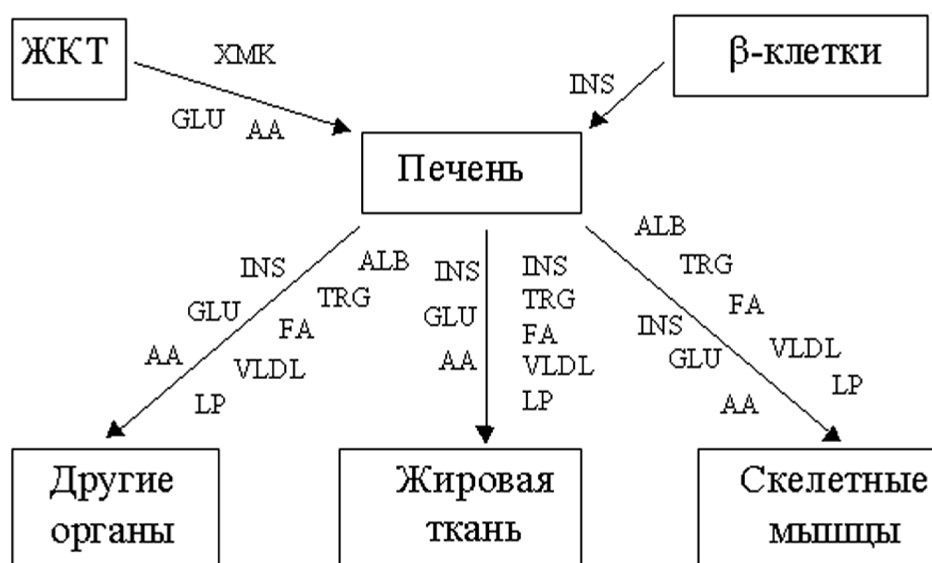 ЖКТ
ХМК
β-клетки
INS
GLU
AA
Печень
ALB
INS
ALB
INS
INS
TRG
GLU
TRG
GLU
TRG
FA
INS
FA
AA
FA
GLU
VLDL
AA
VLDL
VLDL
LP
LP
AA
LP
Другие
органы
Жировая
ткань
Скелетные
мышцы